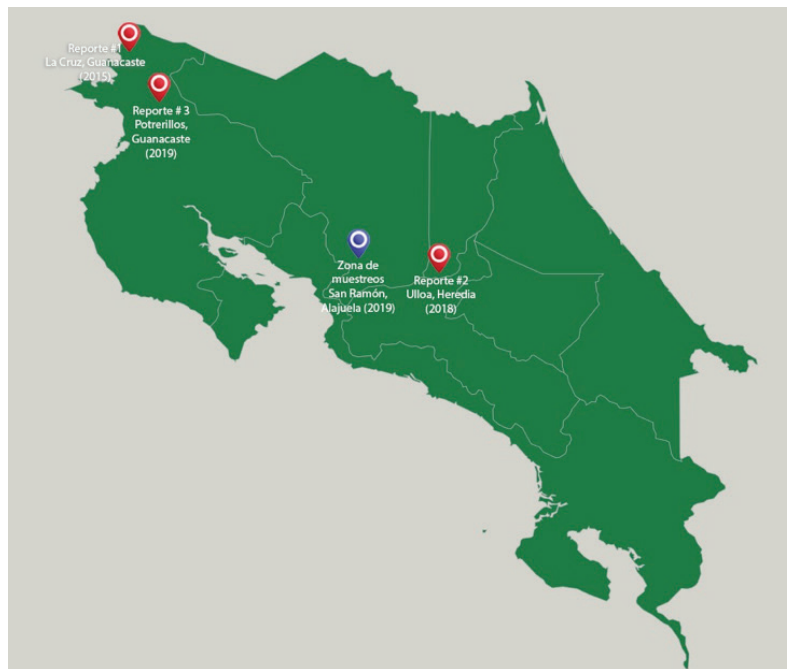 Reporte #1
La Cruz, Guanacaste
(2015)
Reporte # 3
Potrerillos,
Guanacaste
(2019)
Zona de
muestreos
San Ramón,
Alajuela (2019)
Reporte #2
Ulloa, Heredia
(2018)